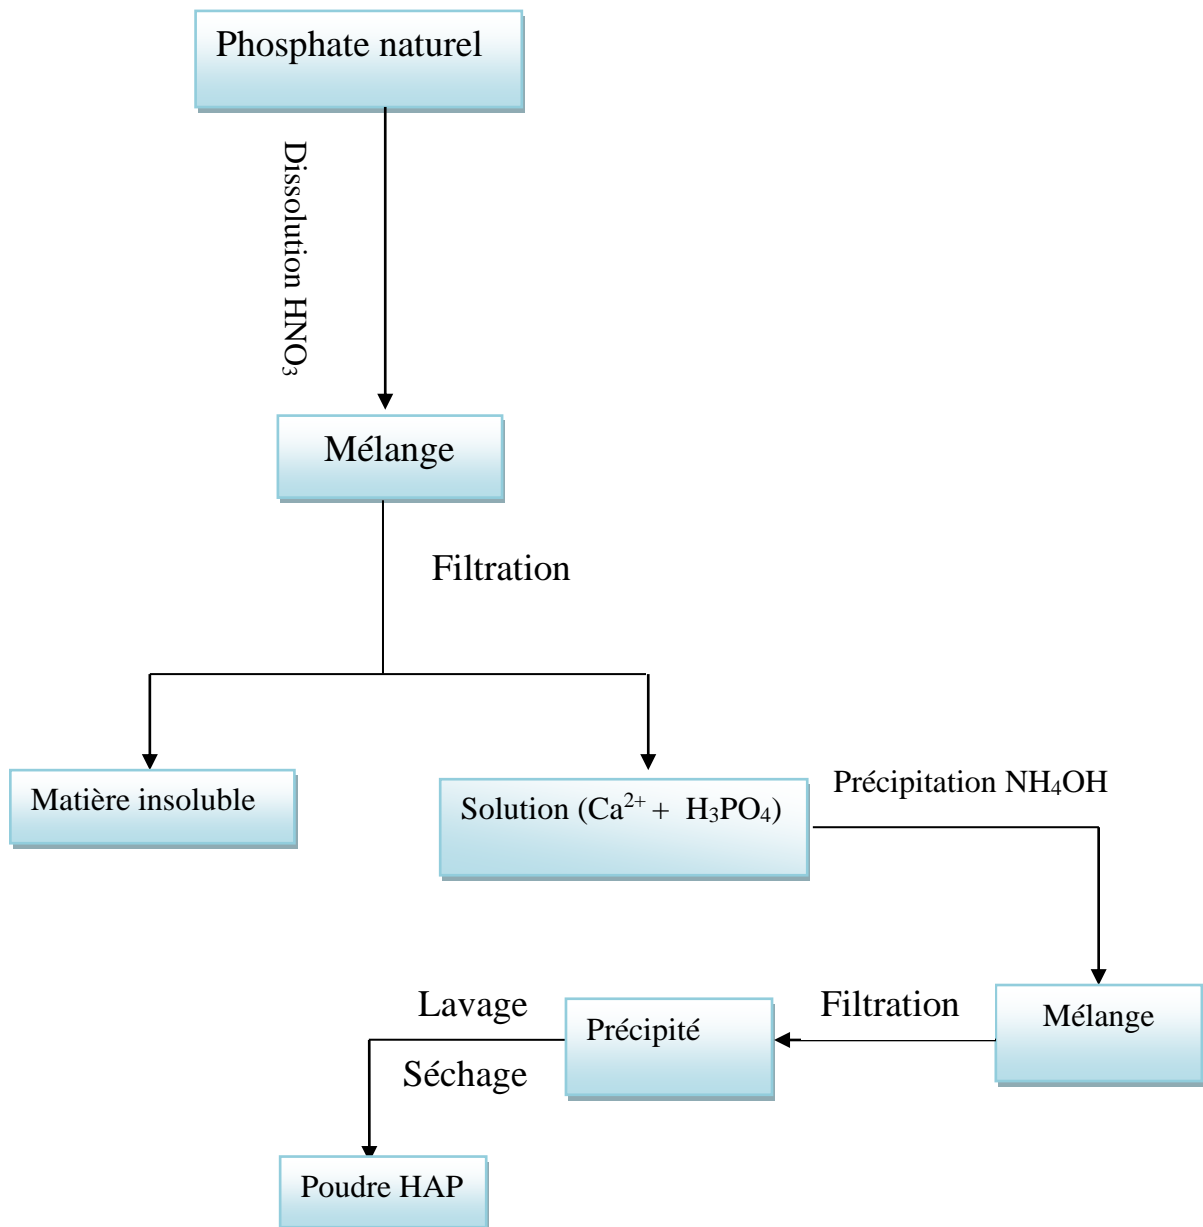 Phosphate naturel
Dissolution HNO₃
Mélange
Filtration
Matière insoluble
Solution (Ca²⁺ + H₃PO₄)
Précipitation NH₄OH
Mélange
Filtration
Précipité
Lavage
Séchage
Poudre HAP